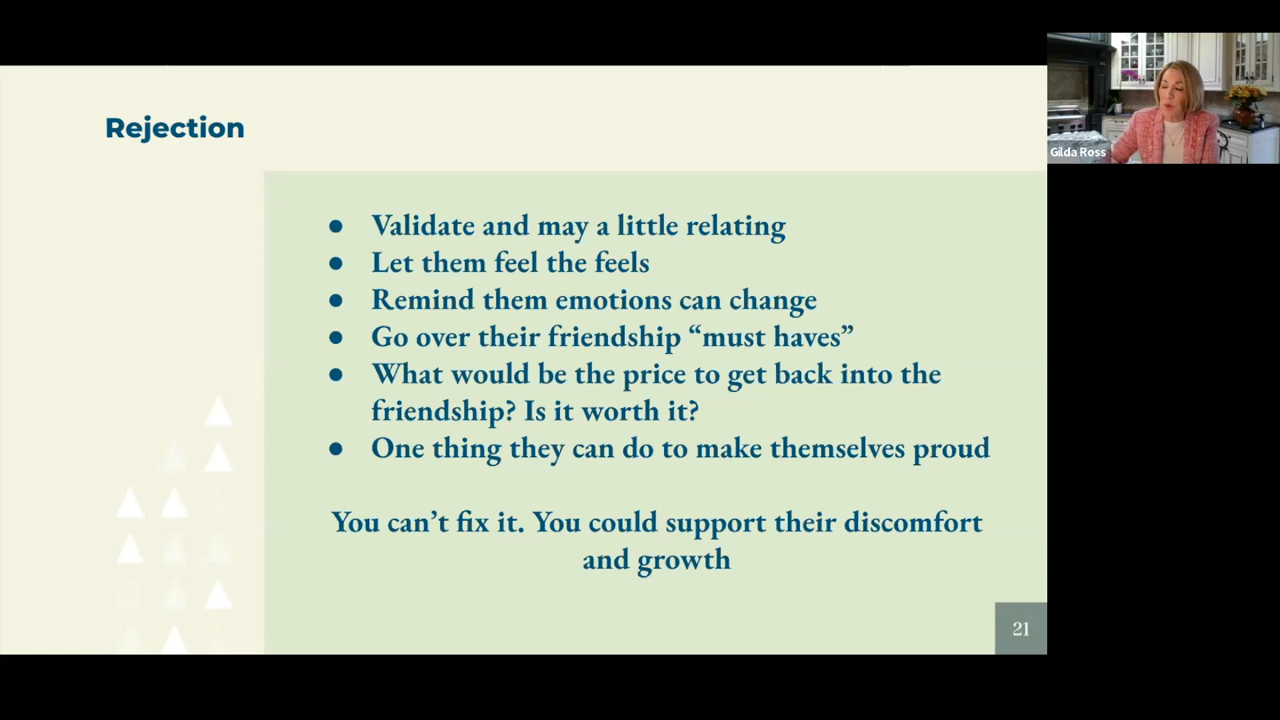 Rejection
● Validate and may a little relating
● Let them feel the feels
● Remind them emotions can change
● Go over their friendship “must haves”
● What would be the price to get back into the
friendship? Is it worth it?
● One thing they can do to make themselves proud
You can’t fix it. You could support their discomfort
and growth
21
Gilda Ross